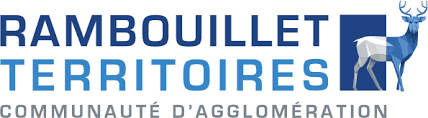 RAMBOUILLET
TERRITOIRES
COMMUNAUTÉ D'AGGLOMÉRATION